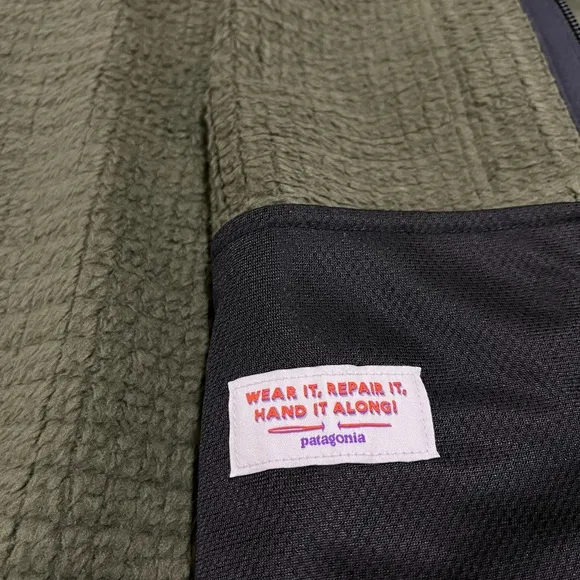 WEAR IT, REPAIR IT,
HAND IT ALONG!
patagonia